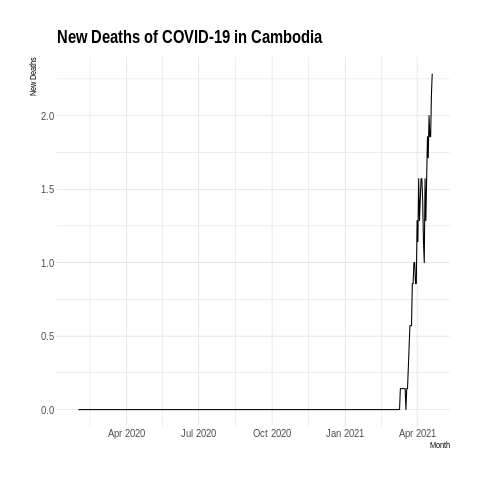 New Deaths of COVID-19 in Cambodia
New Deaths
2.0
1.5
1.0
0.5
0.0
Apr 2020 Jul 2020 Oct 2020 Jan 2021 Apr 2021
Month